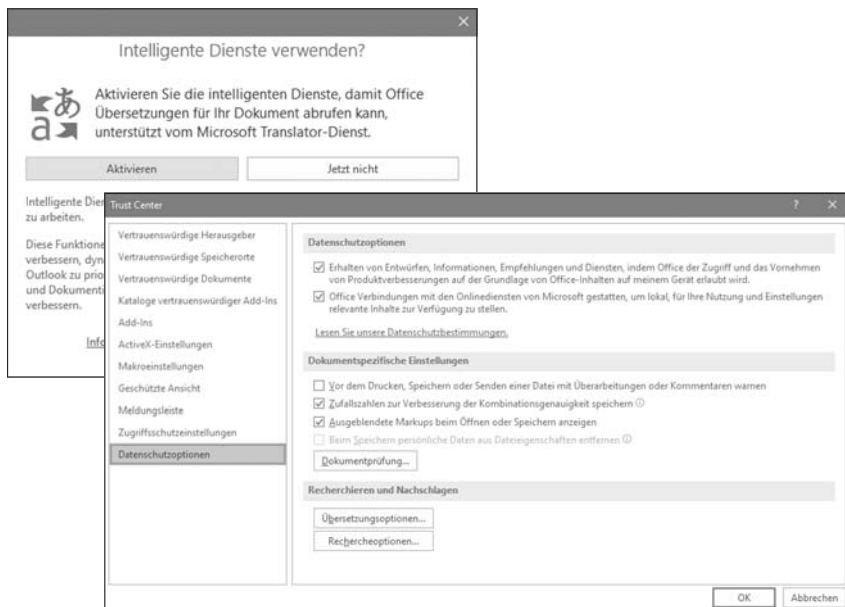 Intelligente Dienste verwenden?
あ
a
Aktivieren Sie die intelligenten Dienste, damit Office
Übersetzungen für Ihr Dokument abrufen kann,
unterstützt vom Microsoft Translator-Dienst.
Aktivieren
Jetzt nicht
Intelligente
zu arbeiten.
Diese
verbessern,
Outlook zu
und
verbessern.
Trust Center
?
Vertrauenswürdige Herausgeber
Vertrauenswürdige Speicherorte
Vertrauenswürdige Dokumente
Kataloge vertrauenswürdiger Add-Ins
Add-Ins
ActiveX-Einstellungen
Makroeinstellungen
Geschützte Ansicht
Meldungsleiste
Zugriffsschutzeinstellungen
Datenschutzoptionen
Datenschutzoptionen
Erhalten von Entwürfen, Informationen, Empfehlungen und Diensten, indem Office der Zugriff und das Vornehmen
von Produktverbesserungen auf der Grundlage von Office-Inhalten auf meinem Gerät erlaubt wird.
Office Verbindungen mit den Onlinediensten von Microsoft gestatten, um lokal, für Ihre Nutzung und Einstellungen
relevante Inhalte zur Verfügung zu stellen.
Lesen Sie unsere Datenschutzbestimmungen.
Dokumentspezifische Einstellungen
Vor dem Drucken, Speichern oder Senden einer Datei mit Überarbeitungen oder Kommentaren warnen
Zufallszahlen zur Verbesserung der Kombinationsgenauigkeit speichern
Ausgeblendete Markups beim Öffnen oder Speichern anzeigen
Beim Speichern persönliche Daten aus Dateieigenschaften entfernen
Dokumentprüfung...
Recherchieren und Nachschlagen
Übersetzungsoptionen...
Rechercheoptionen...
OK
Abbrechen